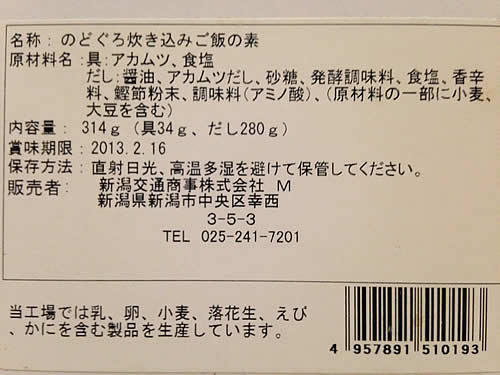 名称: のどぐろ炊き込みご飯の素
原材料名:具:アカムツ、食塩
だし:醤油、アカムツだし、砂糖、発酵調味料、食塩、香辛
料、鰹節粉末、調味料(アミノ酸)、(原材料の一部に小麦、
大豆を含む)
内容量: 314g (具34g、だし280g)
賞味期限:2013.2.16
保存方法: 直射日光、高温多湿を避けて保管してください。
販売者: 新潟交通商事株式会社 M
新潟県新潟市中央区幸西
3-5-3
TEL 025-241-7201
当工場では乳、卵、小麦、落花生、えび
、かにを含む製品を生産しています。
4 957891 510193